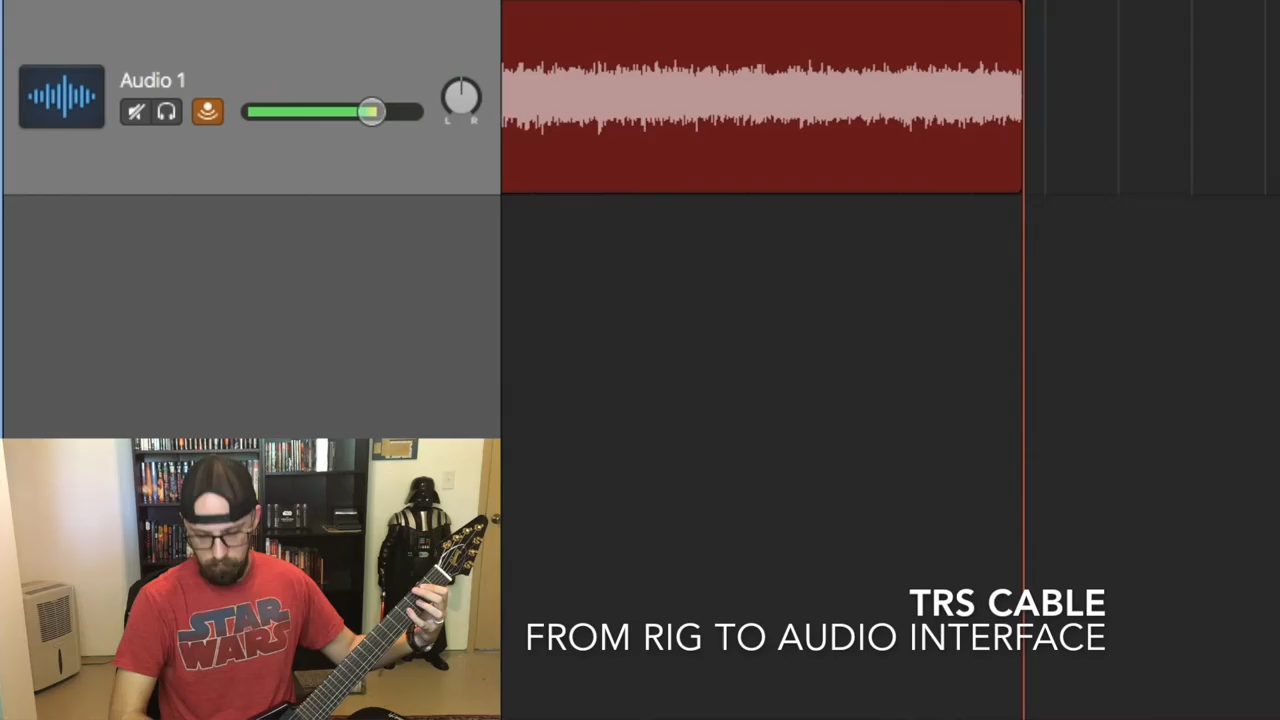 Audio 1
L R
TRS CABLE
FROM RIG TO AUDIO INTERFACE
STAR
WARS